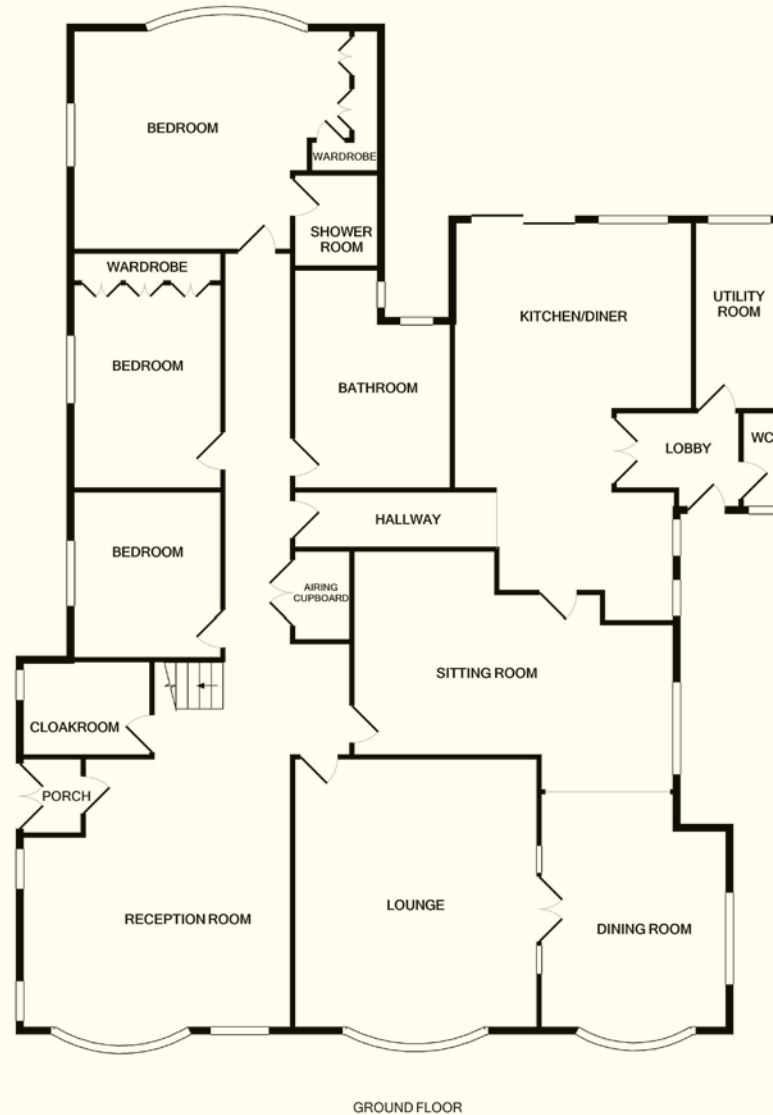 BEDROOM
WARDROBE
SHOWER
ROOM
WARDROBE
KITCHEN/DINER
UTILITY
ROOM
BEDROOM
BATHROOM
LOBBY
WC
HALLWAY
BEDROOM
AIRING
CUPBOARD
SITTING ROOM
CLOAKROOM
PORCH
LOUNGE
RECEPTION ROOM
DINING ROOM
GROUND FLOOR